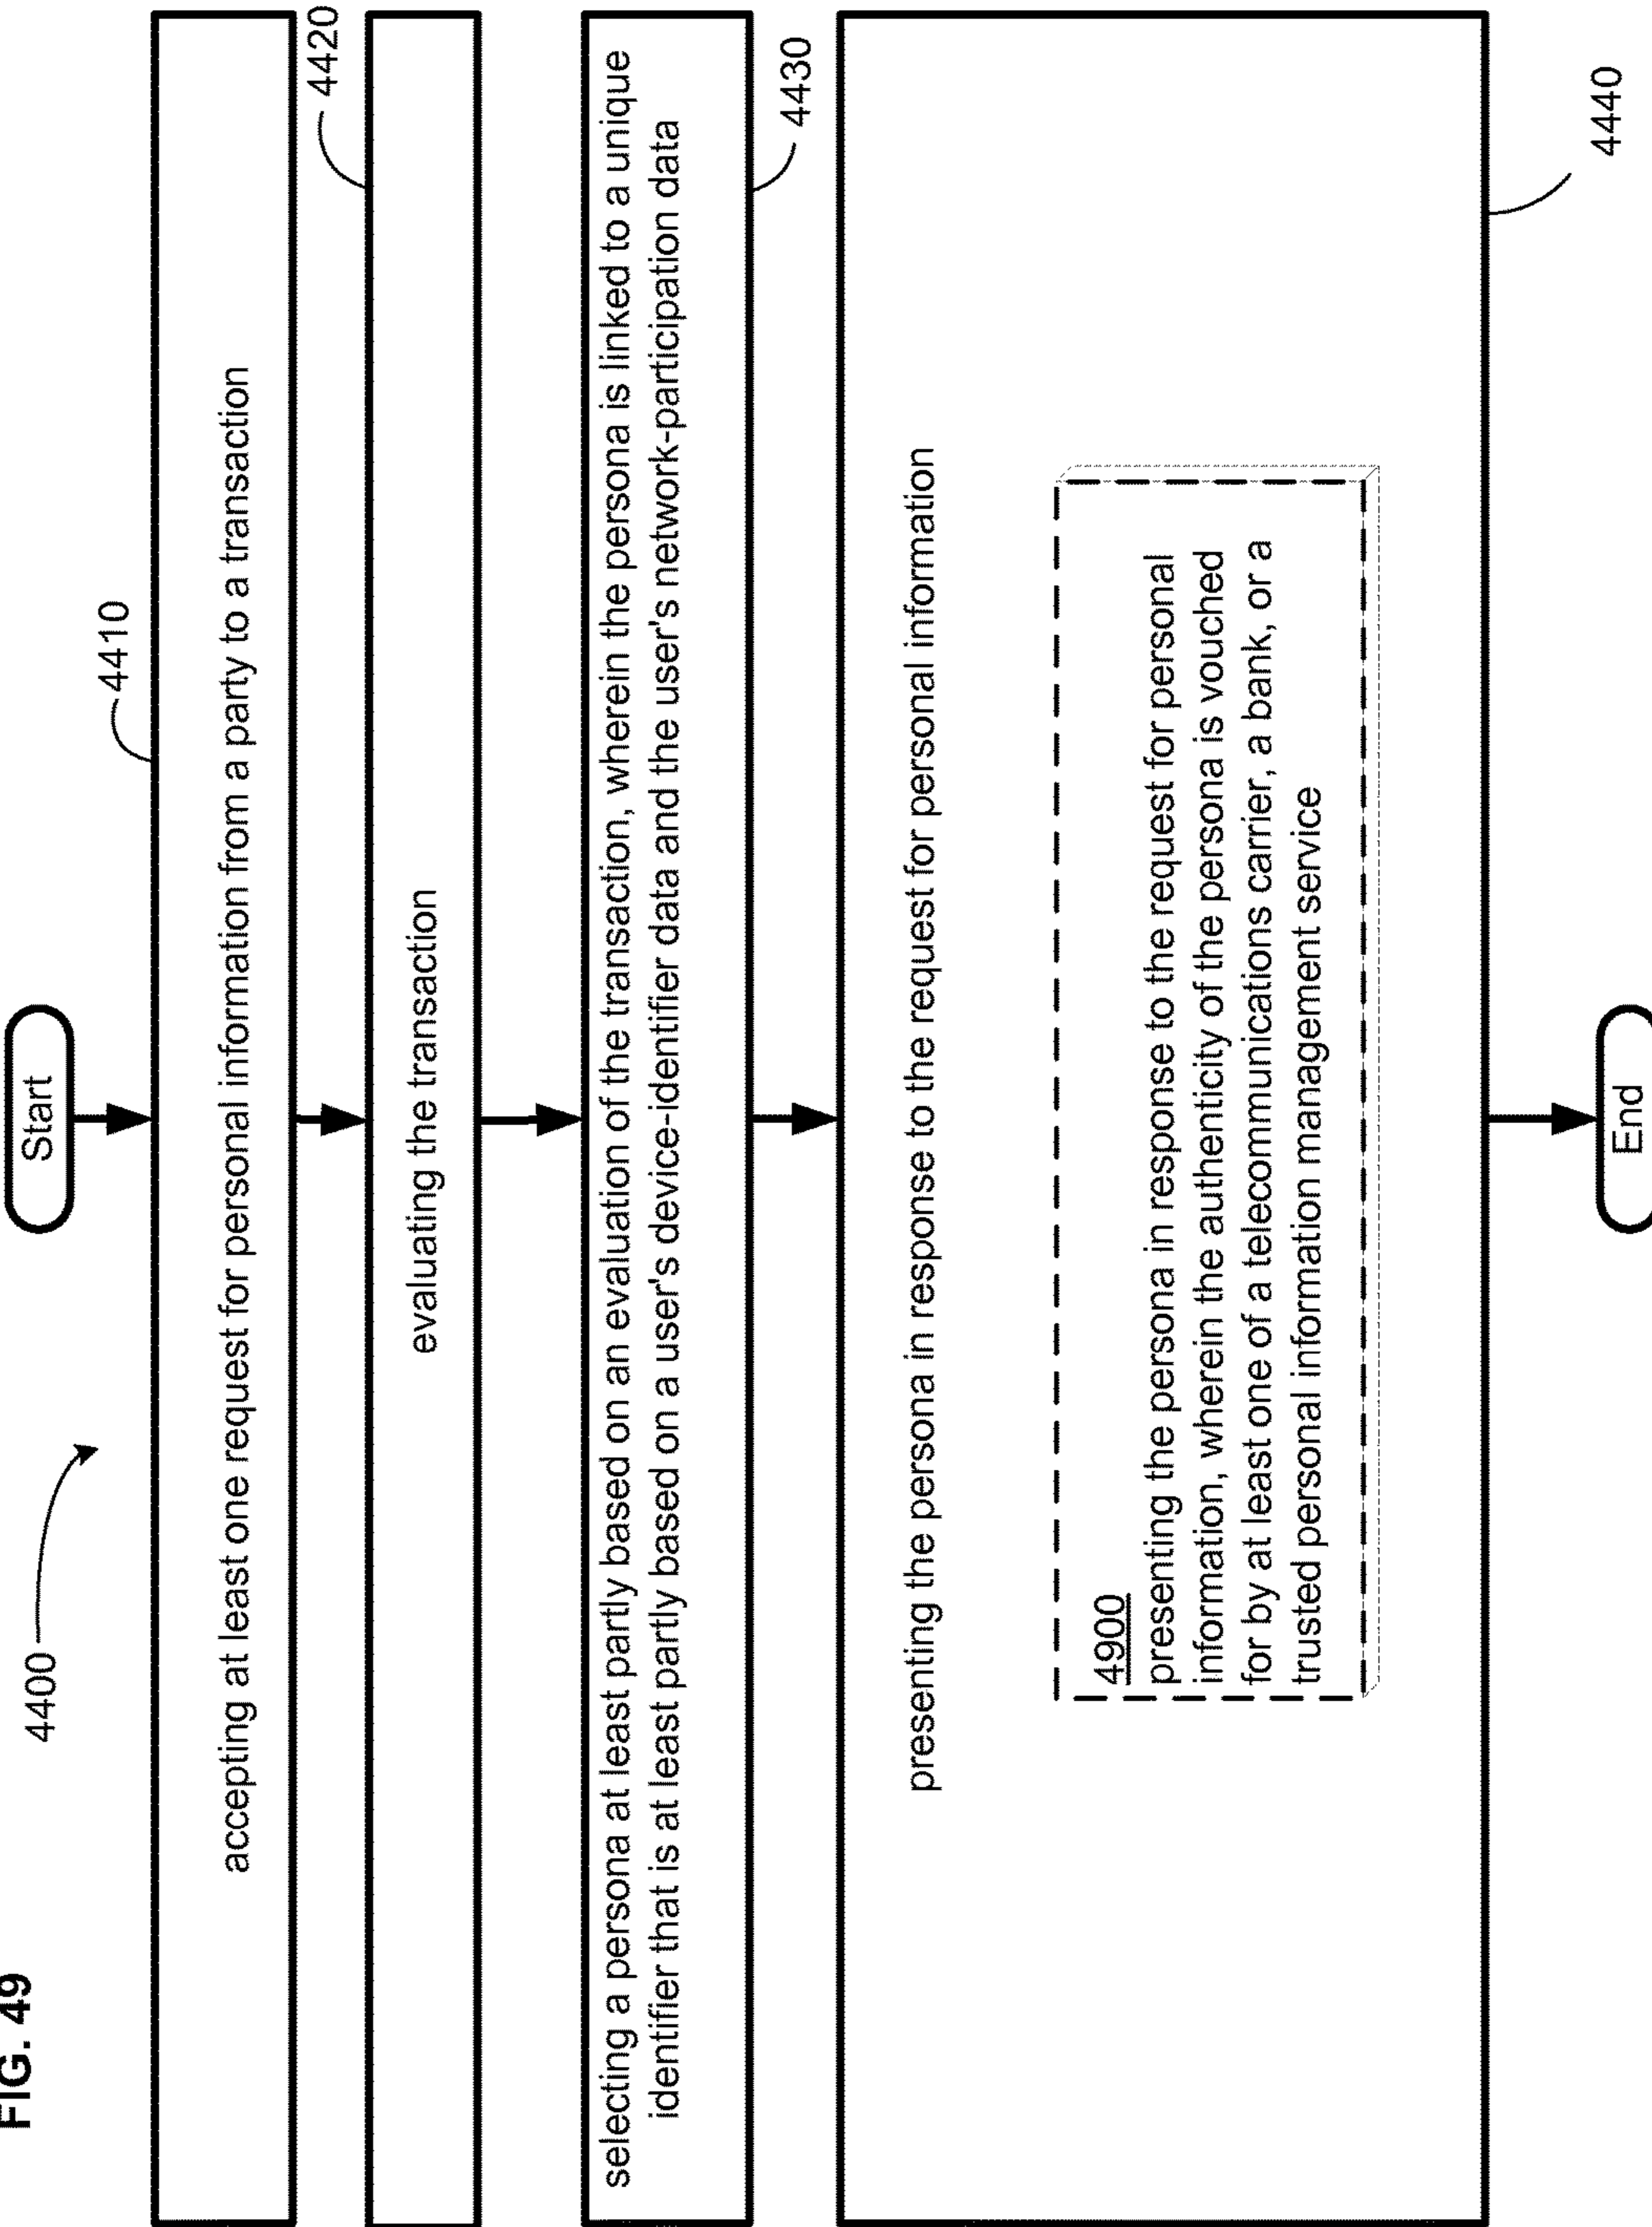 FIG. 49
4400
Start
4410
accepting at least one request for personal information from a party to a transaction
4420
evaluating the transaction
selecting a persona at least partly based on an evaluation of the transaction, wherein the persona is linked to a unique
identifier that is at least partly based on a user's device-identifier data and the user's network-participation data
4430
presenting the persona in response to the request for personal information
4900
presenting the persona in response to the request for personal
information, wherein the authenticity of the persona is vouched
for by at least one of a telecommunications carrier, a bank, or a
trusted personal information management service
4440
End